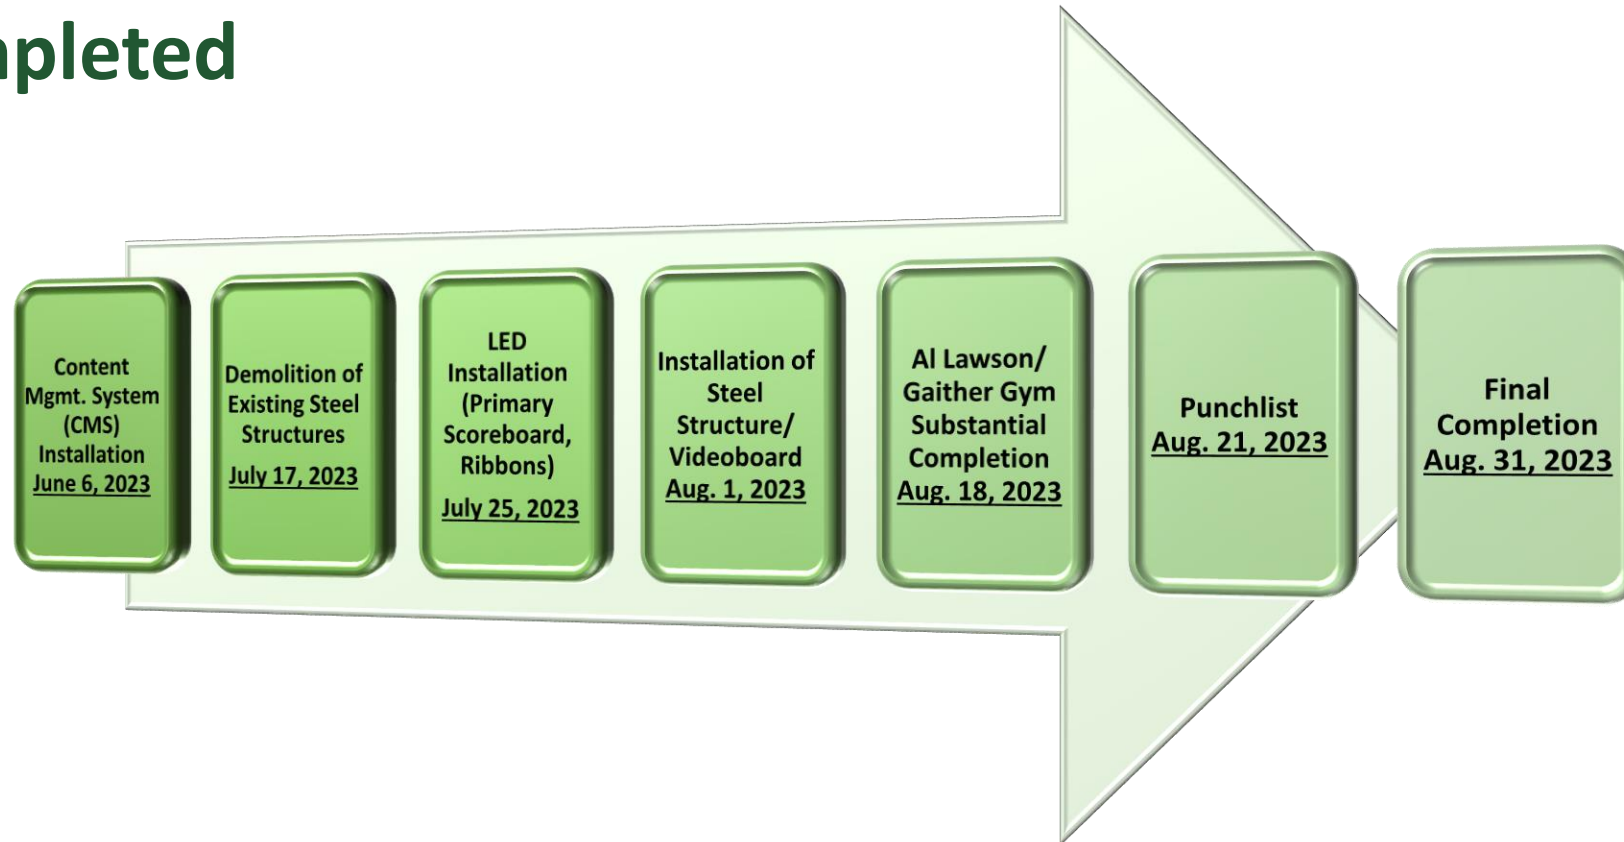 mpleted
Content
Mgmt. System
(CMS)
Installation
June 6, 2023
Demolition of
Existing Steel
Structures
July 17, 2023
LED
Installation
(Primary
Scoreboard,
Ribbons)
July 25, 2023
Installation of
Steel
Structure/
Videoboard
Aug. 1, 2023
Al Lawson/
Gaither Gym
Substantial
Completion
Aug. 18, 2023
Punchlist
Aug. 21, 2023
Final
Completion
Aug. 31, 2023